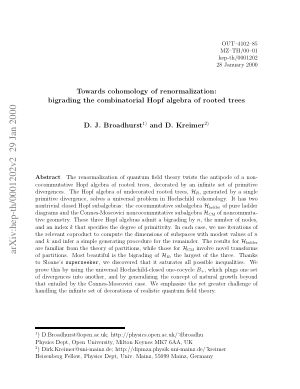 OUT–4102–85
MZ–TH/00–01
hep-th/0001202
28 January 2000
Towards cohomology of renormalization:
bigrading the combinatorial Hopf algebra of rooted trees
D. J. Broadhurst1) and D. Kreimer2)
Abstract The renormalization of quantum field theory twists the antipode of a non-
cocommutative Hopf algebra of rooted trees, decorated by an infinite set of primitive
divergences. The Hopf algebra of undecorated rooted trees, HR, generated by a single
primitive divergence, solves a universal problem in Hochschild cohomology. It has two
nontrivial closed Hopf subalgebras: the cocommutative subalgebra Hladder of pure ladder
diagrams and the Connes-Moscovici noncocommutative subalgebra HCM of noncommuta-
tive geometry. These three Hopf algebras admit a bigrading by n, the number of nodes,
and an index k that specifies the degree of primitivity. In each case, we use iterations of
the relevant coproduct to compute the dimensions of subspaces with modest values of n
and k and infer a simple generating procedure for the remainder. The results for Hladder
are familiar from the theory of partitions, while those for HCM involve novel transforms
of partitions. Most beautiful is the bigrading of HR, the largest of the three. Thanks
to Sloane's superseeker, we discovered that it saturates all possible inequalities. We
prove this by using the universal Hochschild-closed one-cocycle B+, which plugs one set
of divergences into another, and by generalizing the concept of natural growth beyond
that entailed by the Connes-Moscovici case. We emphasize the yet greater challenge of
handling the infinite set of decorations of realistic quantum field theory.
1) D.Broadhurst@open.ac.uk; http://physics.open.ac.uk/˜dbroadhu
Physics Dept, Open University, Milton Keynes MK7 6AA, UK
2) Dirk.Kreimer@uni-mainz.de; http://dipmza.physik.uni-mainz.de/˜kreimer
Heisenberg Fellow, Physics Dept, Univ. Mainz, 55099 Mainz, Germany
arXiv:hep-th/0001202v2 29 Jan 2000